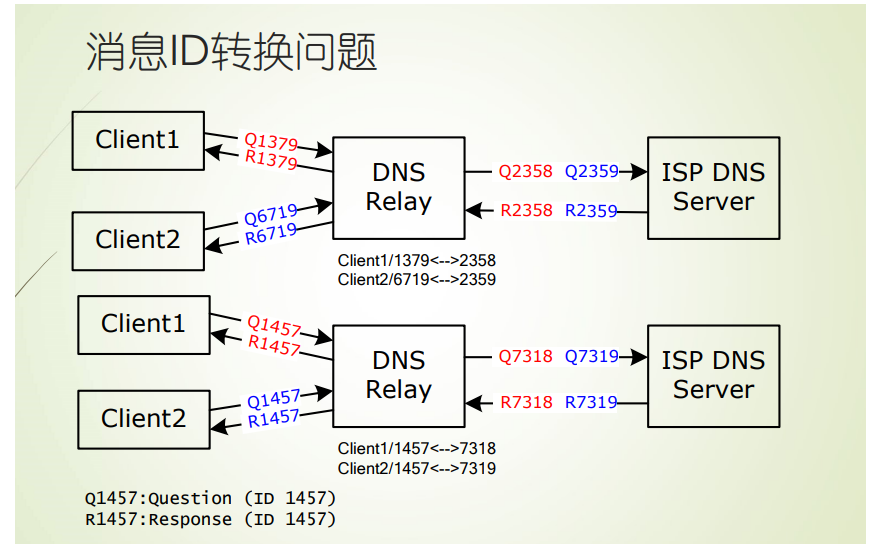 消息ID转换问题
Client1
Q1379
R1379
DNS
Relay
Q2358 Q2359
ISP DNS
Server
Q6719
R6719
R2358 R2359
Client2
Client1/1379<-->2358
Client2/6719<-->2359
Client1
Q1457
R1457
DNS
Relay
Q7318 Q7319
ISP DNS
Server
Q1457
R1457
R7318 R7319
Client2
Client1/1457<-->7318
Client2/1457<-->7319
Q1457:Question (ID 1457)
R1457:Response (ID 1457)